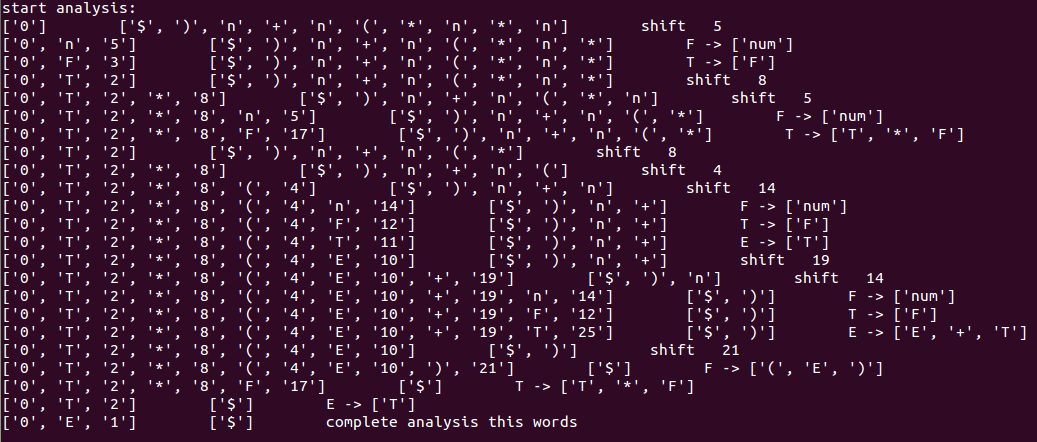 start analysis:
['0']        ['$', ')', 'n', '+', 'n', '(', '*', 'n', '*', 'n']        shift   5
['0', 'n', '5']        ['$', ')', 'n', '+', 'n', '(', '*', 'n', '*']        F -> ['num']
['0', 'F', '3']        ['$', ')', 'n', '+', 'n', '(', '*', 'n', '*']        T -> ['F']
['0', 'T', '2']        ['$', ')', 'n', '+', 'n', '(', '*', 'n', '*']        shift   8
['0', 'T', '2', '*', '8']        ['$', ')', 'n', '+', 'n', '(', '*', 'n']        shift   5
['0', 'T', '2', '*', '8', 'n', '5']        ['$', ')', 'n', '+', 'n', '(', '*']        F -> ['num']
['0', 'T', '2', '*', '8', 'F', '17']        ['$', ')', 'n', '+', 'n', '(', '*']        T -> ['T', '*', 'F']
['0', 'T', '2']        ['$', ')', 'n', '+', 'n', '(', '*']        shift   8
['0', 'T', '2', '*', '8']        ['$', ')', 'n', '+', 'n', '(']        shift   4
['0', 'T', '2', '*', '8', '(', '4']        ['$', ')', 'n', '+', 'n']        shift   14
['0', 'T', '2', '*', '8', '(', '4', 'n', '14']        ['$', ')', 'n', '+']        F -> ['num']
['0', 'T', '2', '*', '8', '(', '4', 'F', '12']        ['$', ')', 'n', '+']        T -> ['F']
['0', 'T', '2', '*', '8', '(', '4', 'T', '11']        ['$', ')', 'n', '+']        E -> ['T']
['0', 'T', '2', '*', '8', '(', '4', 'E', '10']        ['$', ')', 'n', '+']        shift   19
['0', 'T', '2', '*', '8', '(', '4', 'E', '10', '+', '19']        ['$', ')', 'n']        shift   14
['0', 'T', '2', '*', '8', '(', '4', 'E', '10', '+', '19', 'n', '14']        ['$', ')']        F -> ['num']
['0', 'T', '2', '*', '8', '(', '4', 'E', '10', '+', '19', 'F', '12']        ['$', ')']        T -> ['F']
['0', 'T', '2', '*', '8', '(', '4', 'E', '10', '+', '19', 'T', '25']        ['$', ')']        E -> ['E', '+', 'T']
['0', 'T', '2', '*', '8', '(', '4', 'E', '10']        ['$', ')']        shift   21
['0', 'T', '2', '*', '8', '(', '4', 'E', '10', ')', '21']        ['$']        F -> ['(', 'E', ')']
['0', 'T', '2', '*', '8', 'F', '17']        ['$']        T -> ['T', '*', 'F']
['0', 'T', '2']        ['$']        E -> ['T']
['0', 'E', '1']        ['$']        complete analysis this words